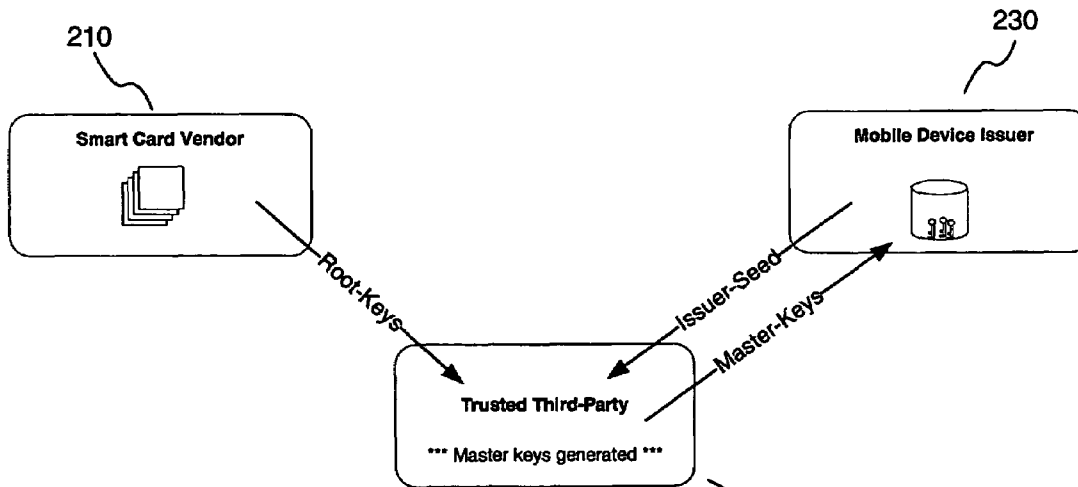 210
230
Smart Card Vendor
Mobile Device Issuer
Root-Keys
Issuer-Seed
Master-Keys
Trusted Third-Party
*** Master keys generated ***